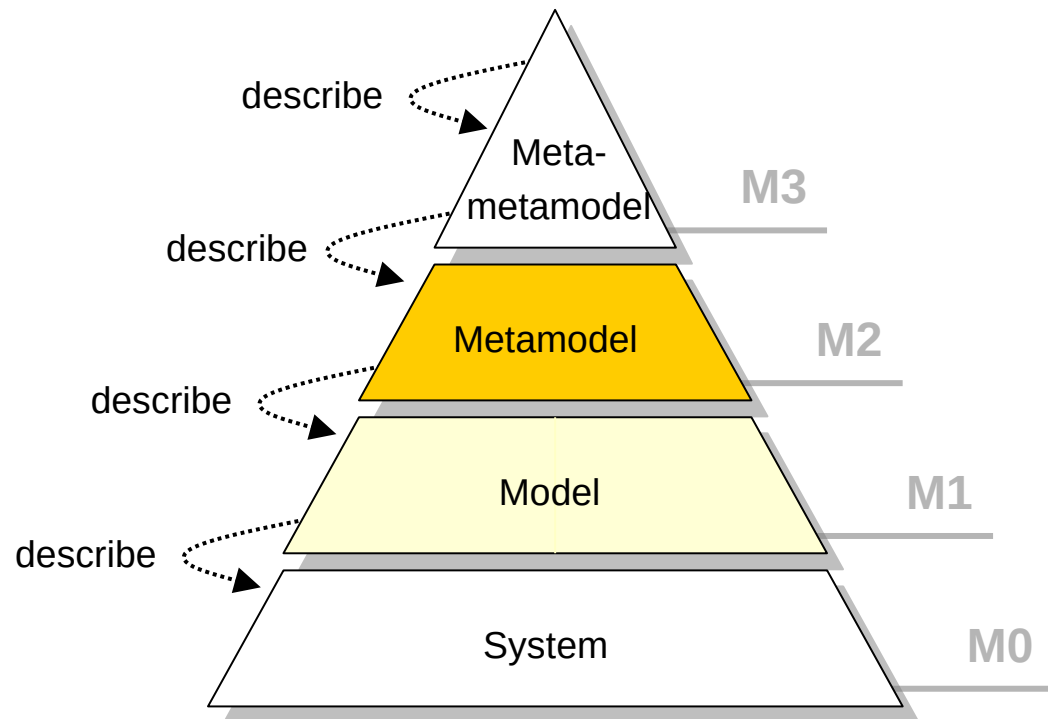 describe
Meta-
metamodel
M3
describe
Metamodel
M2
describe
Model
M1
describe
System
M0